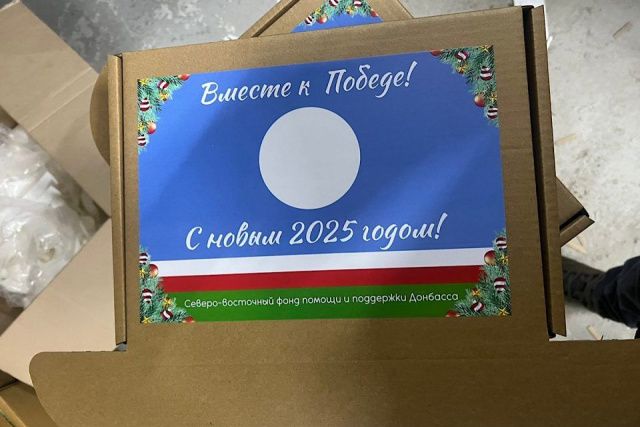 Вместе к Победе!
С новым 2025 годом!
Северо-восточный фонд помощи и поддержки Донбасса